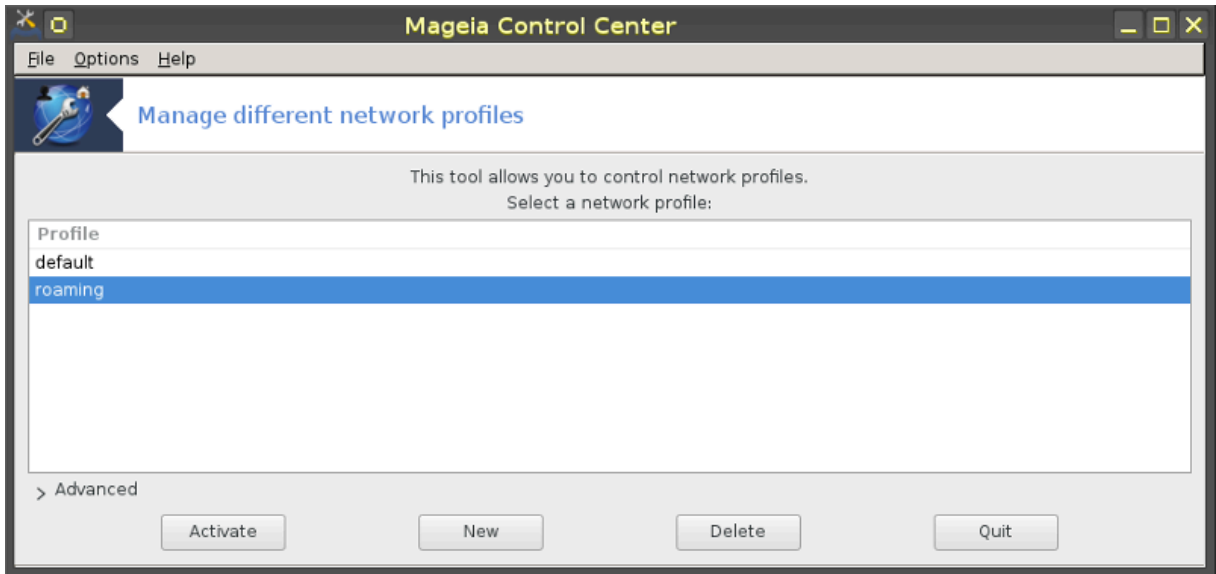 Mageia Control Center
File Options Help
Manage different network profiles
This tool allows you to control network profiles.
Select a network profile:
Profile
default
roaming
Advanced
Activate New Delete Quit